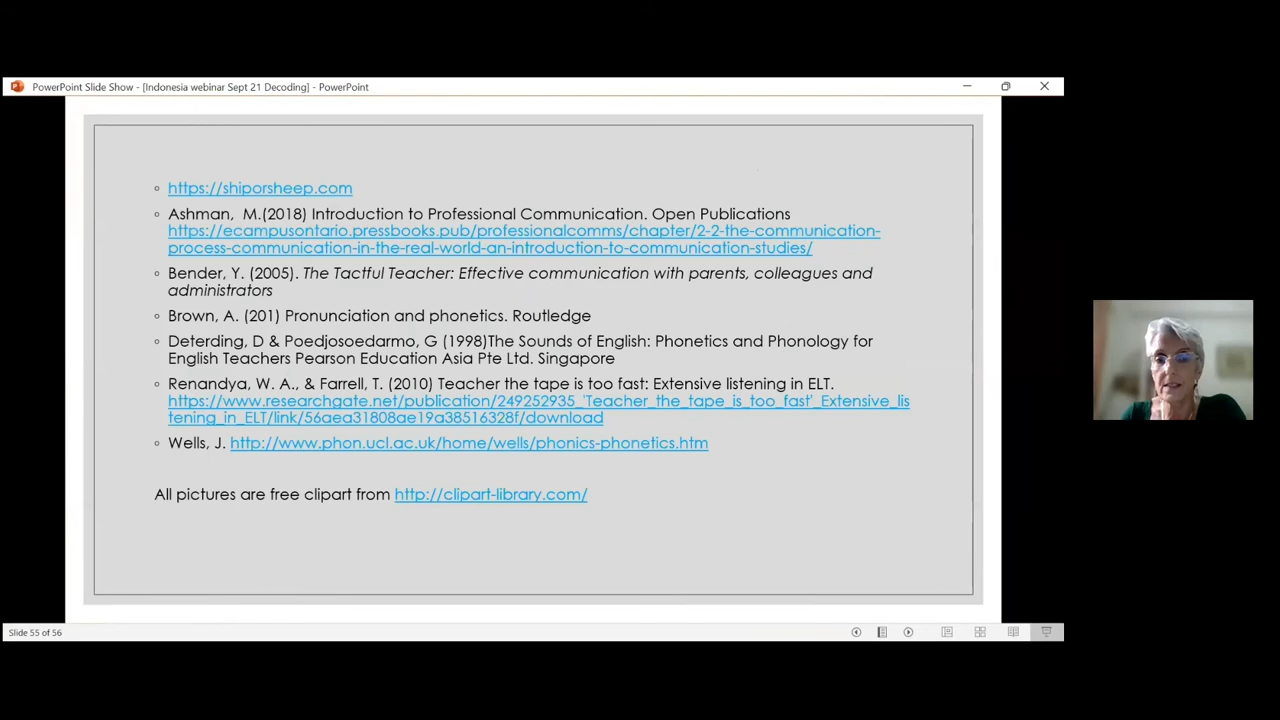 PowerPoint Slide Show - [Indonesia webinar Sept 21 Decoding] - PowerPoint
https://shiporsheep.com
Ashman, M.(2018) Introduction to Professional Communication. Open Publications
https://ecampusontario.pressbooks.pub/professionalcomms/chapter/2-2-the-communication-
process-communication-in-the-real-world-an-introduction-to-communication-studies/
Bender, Y. (2005). The Tactful Teacher: Effective communication with parents, colleagues and
administrators
Brown, A. (201) Pronunciation and phonetics. Routledge
Deterding, D & Poedjosoedarmo, G (1998)The Sounds of English: Phonetics and Phonology for
English Teachers Pearson Education Asia Pte Ltd. Singapore
Renandya, W. A., & Farrell, T. (2010) Teacher the tape is too fast: Extensive listening in ELT.
https://www.researchgate.net/publication/249252935_'Teacher_the_tape_is_too_fast'_Extensive_lis
tening_in_ELT/link/56aea31808ae19a38516328f/download
Wells, J. http://www.phon.ucl.ac.uk/home/wells/phonics-phonetics.htm
All pictures are free clipart from http://clipart-library.com/
Slide 55 of 56